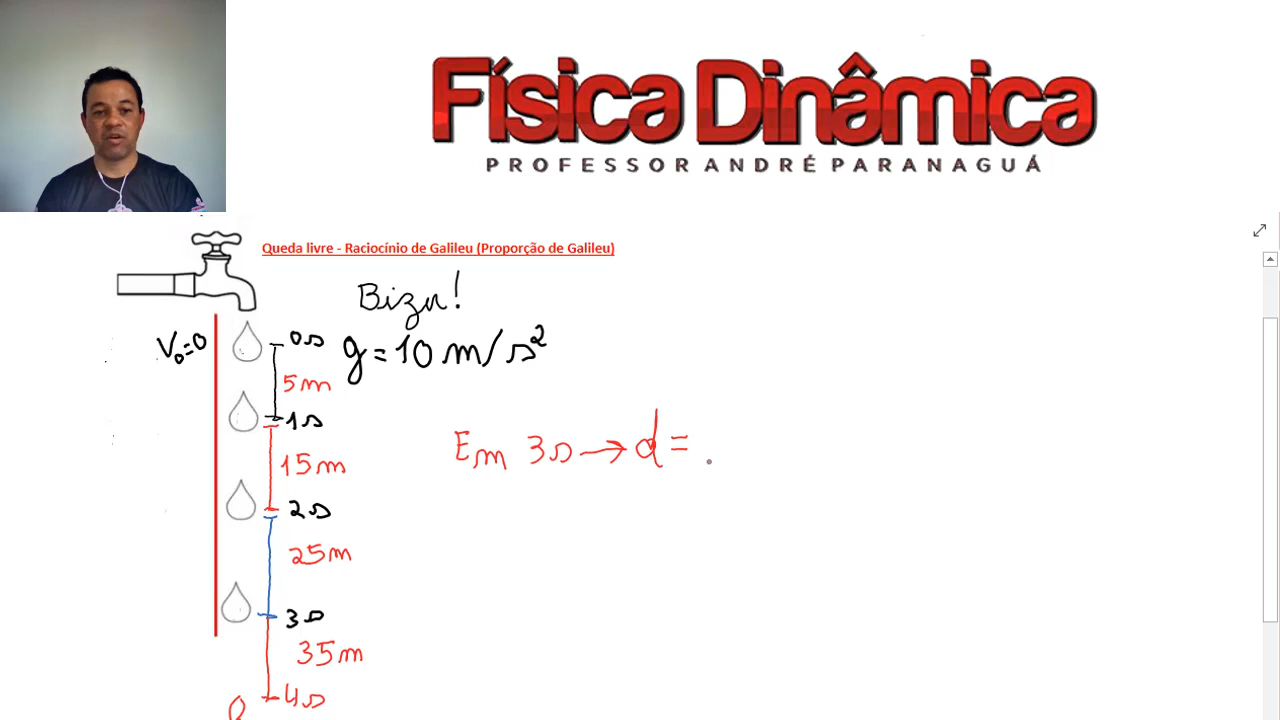 Física Dinâmica
PROFESSOR ANDRÉ PARANAGUÁ
Queda livre - Raciocínio de Galileu (Proporção de Galileu)
Bizu!
V₀=0
0s
g = 10 m/s²
5m
1s
Em 3s → d =
15m
2s
25m
3s
35m
4s